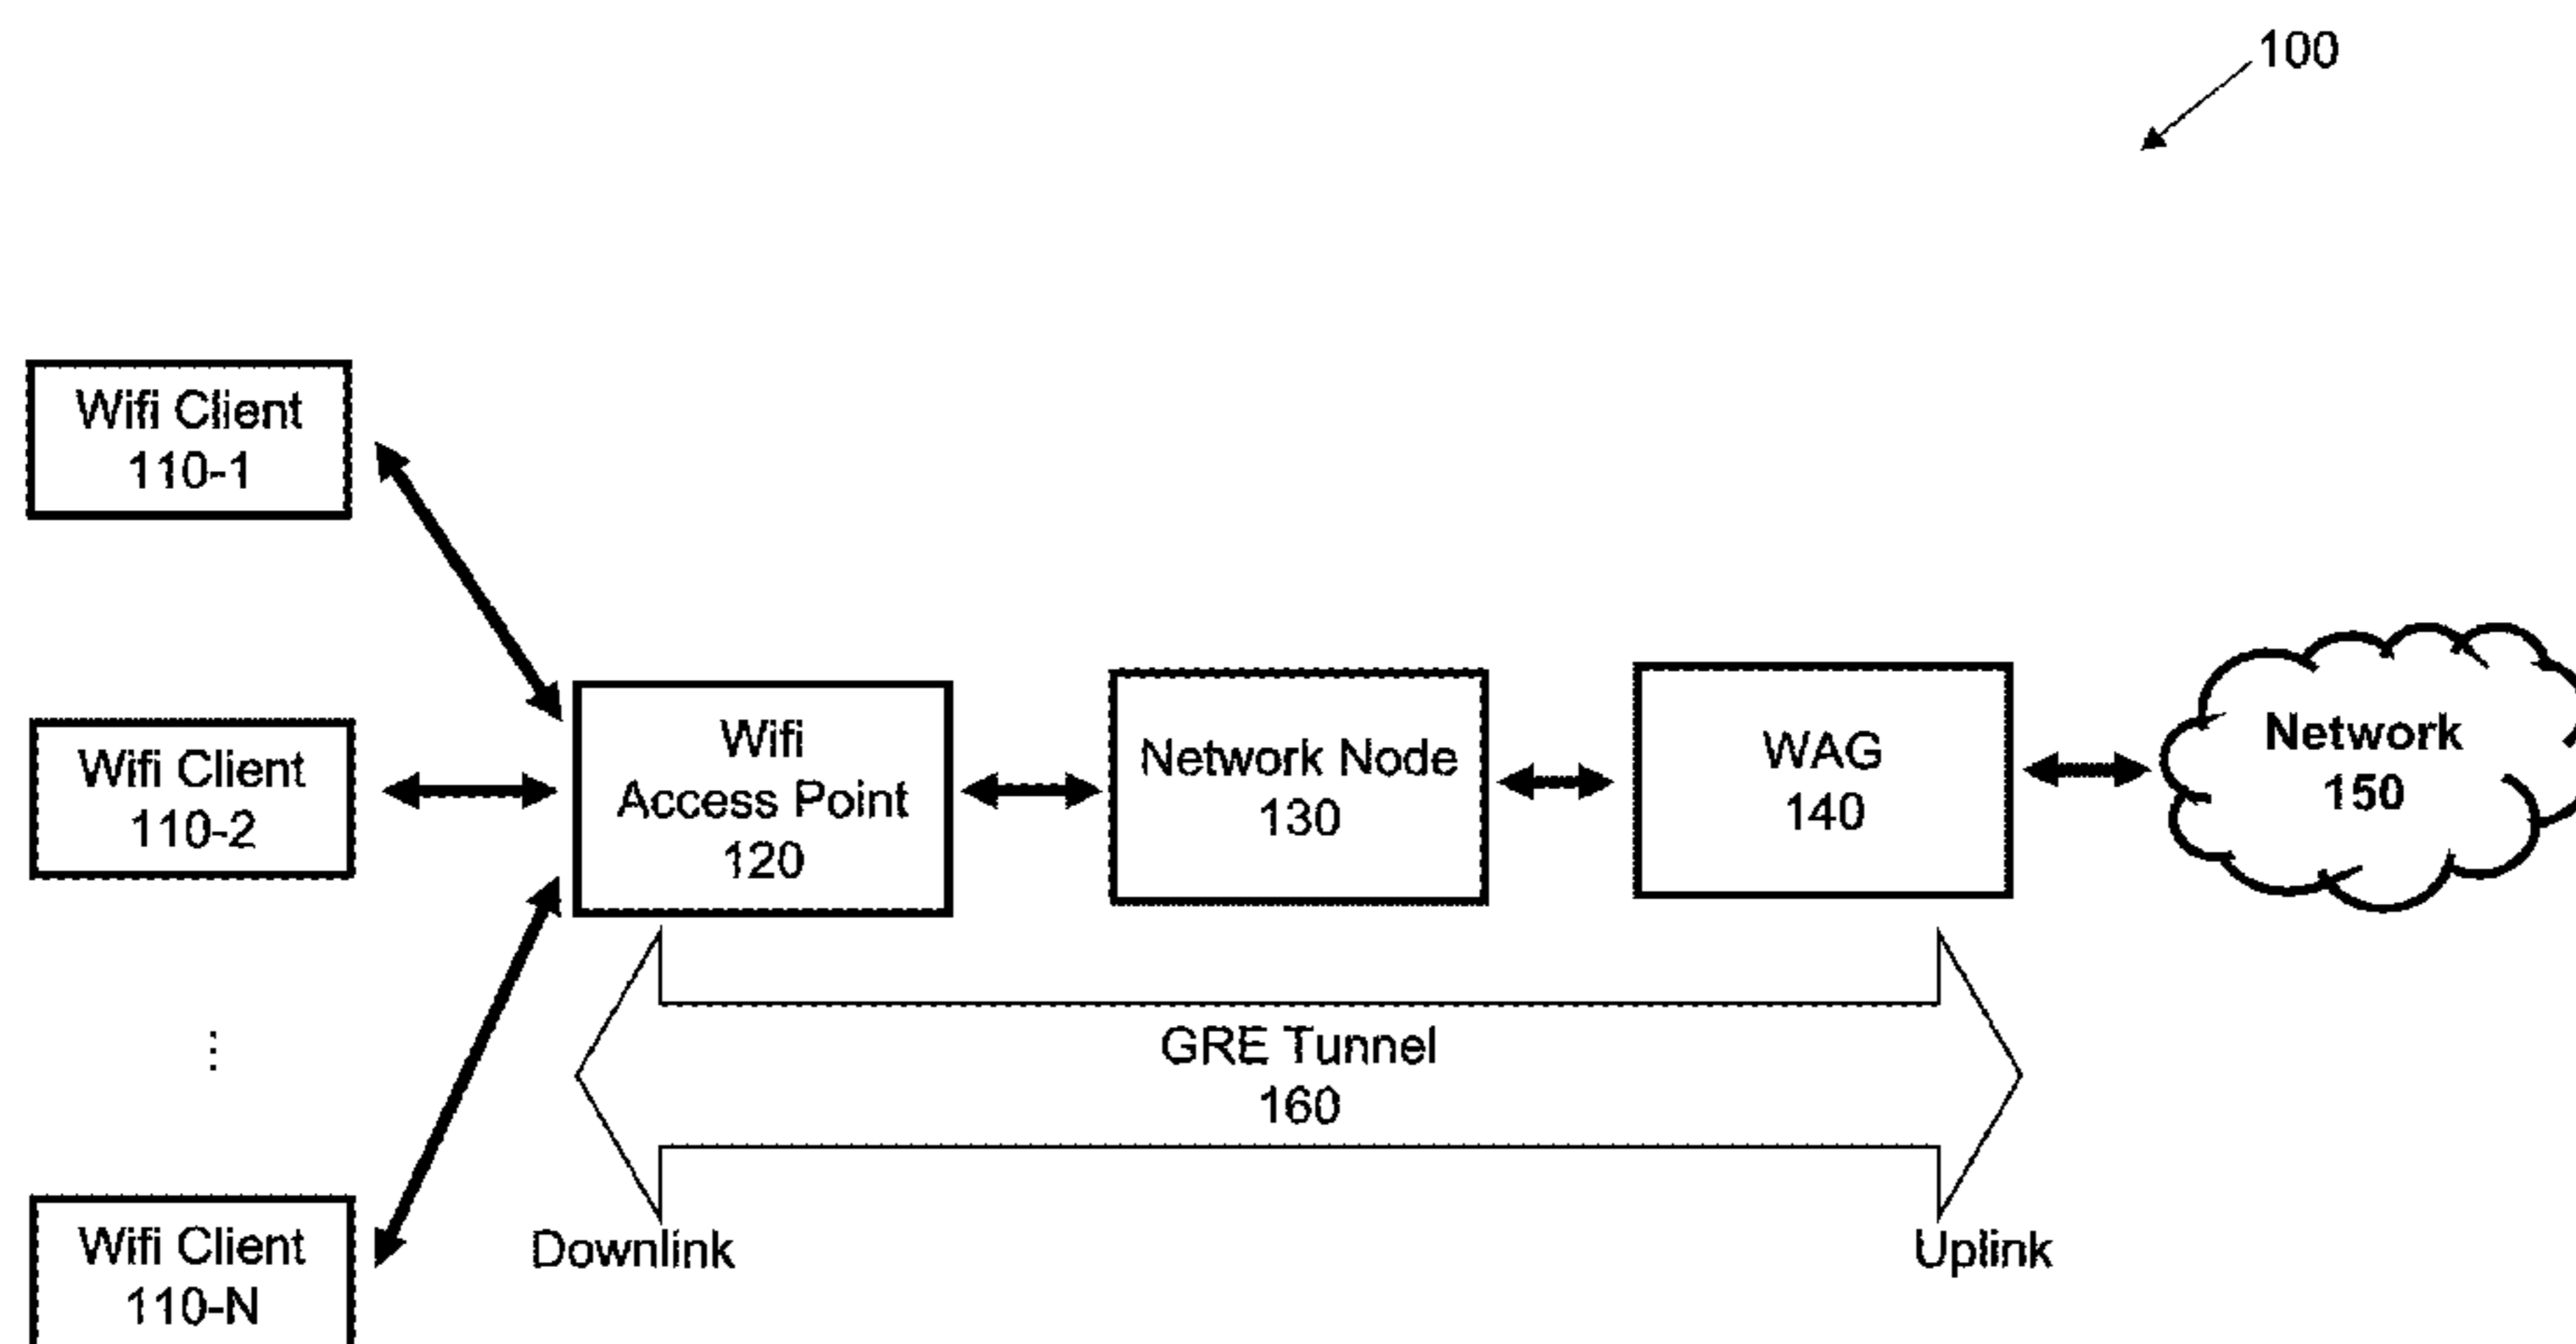 100
Wifi Client
110-1
Wifi Client
110-2
Wifi
Access Point
120
Network Node
130
WAG
140
Network
150
⋮
GRE Tunnel
160
Downlink
Uplink
Wifi Client
110-N